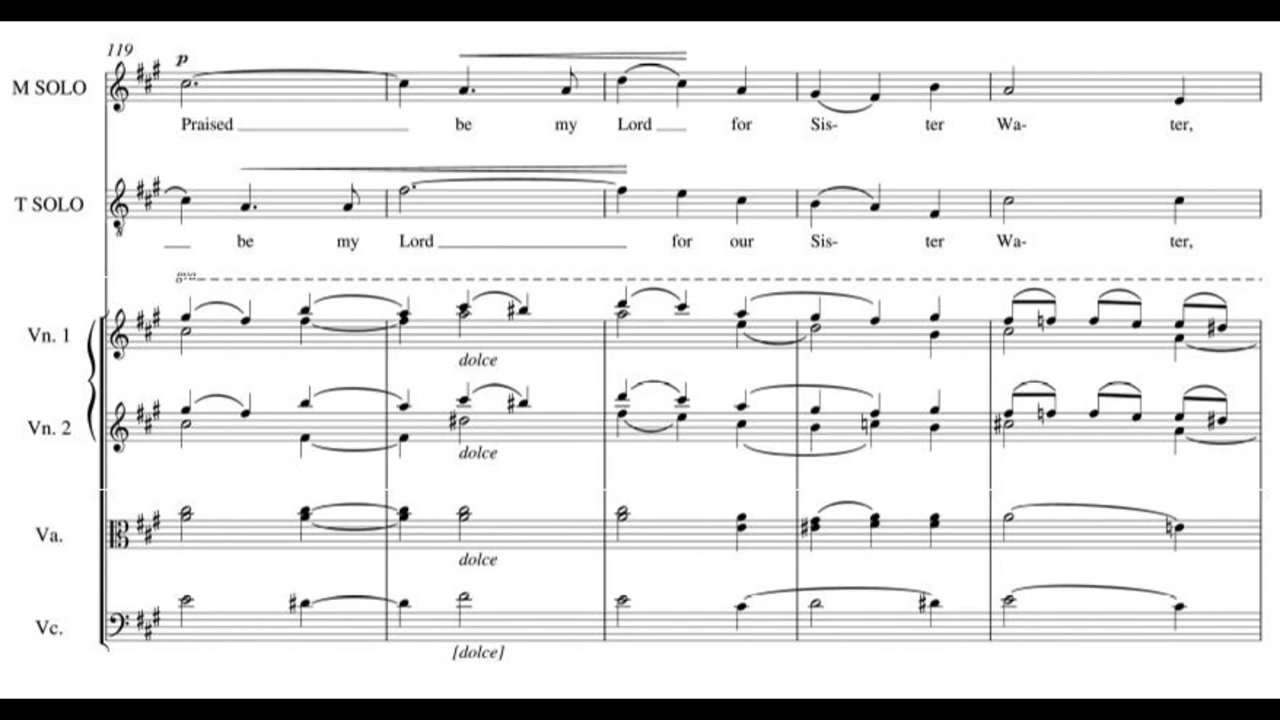 119
p
M SOLO
Praised be my Lord for Sis- ter Wa- ter,
T SOLO
8
be my Lord for our Sis- ter Wa- ter,
Vn. 1
dolce
Vn. 2
dolce
Va.
dolce
Vc.
[dolce]